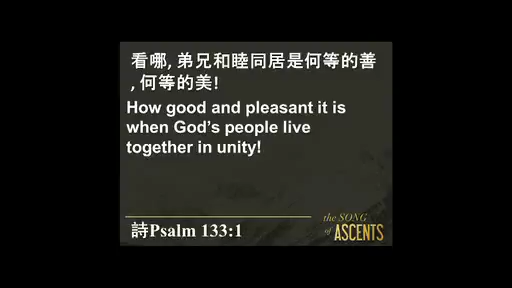 看哪, 弟兄和睦同居是何等的善
, 何等的美!
How good and pleasant it is
when God's people live
together in unity!
詩Psalm 133:1
the SONG
of ASCENTS